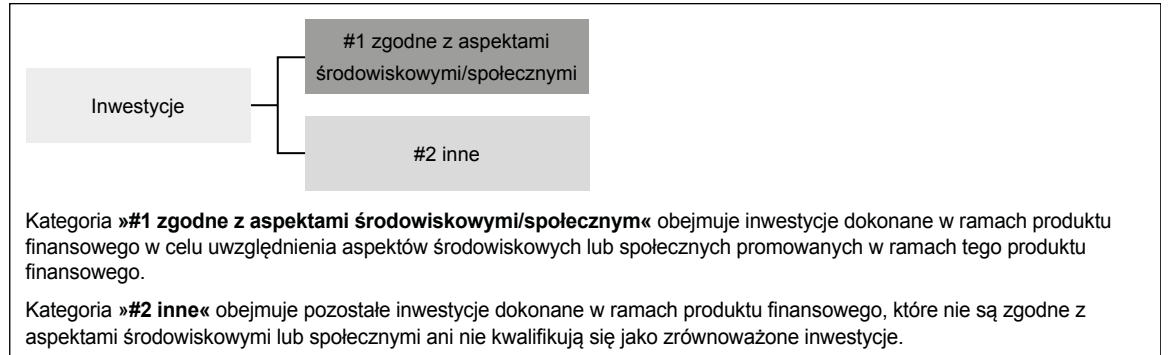 #1 zgodne z aspektami
środowiskowymi/społecznymi
Inwestycje
#2 inne
Kategoria »#1 zgodne z aspektami środowiskowymi/społecznym« obejmuje inwestycje dokonane w ramach produktu
finansowego w celu uwzględnienia aspektów środowiskowych lub społecznych promowanych w ramach tego produktu
finansowego.
Kategoria »#2 inne« obejmuje pozostałe inwestycje dokonane w ramach produktu finansowego, które nie są zgodne z
aspektami środowiskowymi lub społecznymi ani nie kwalifikują się jako zrównoważone inwestycje.